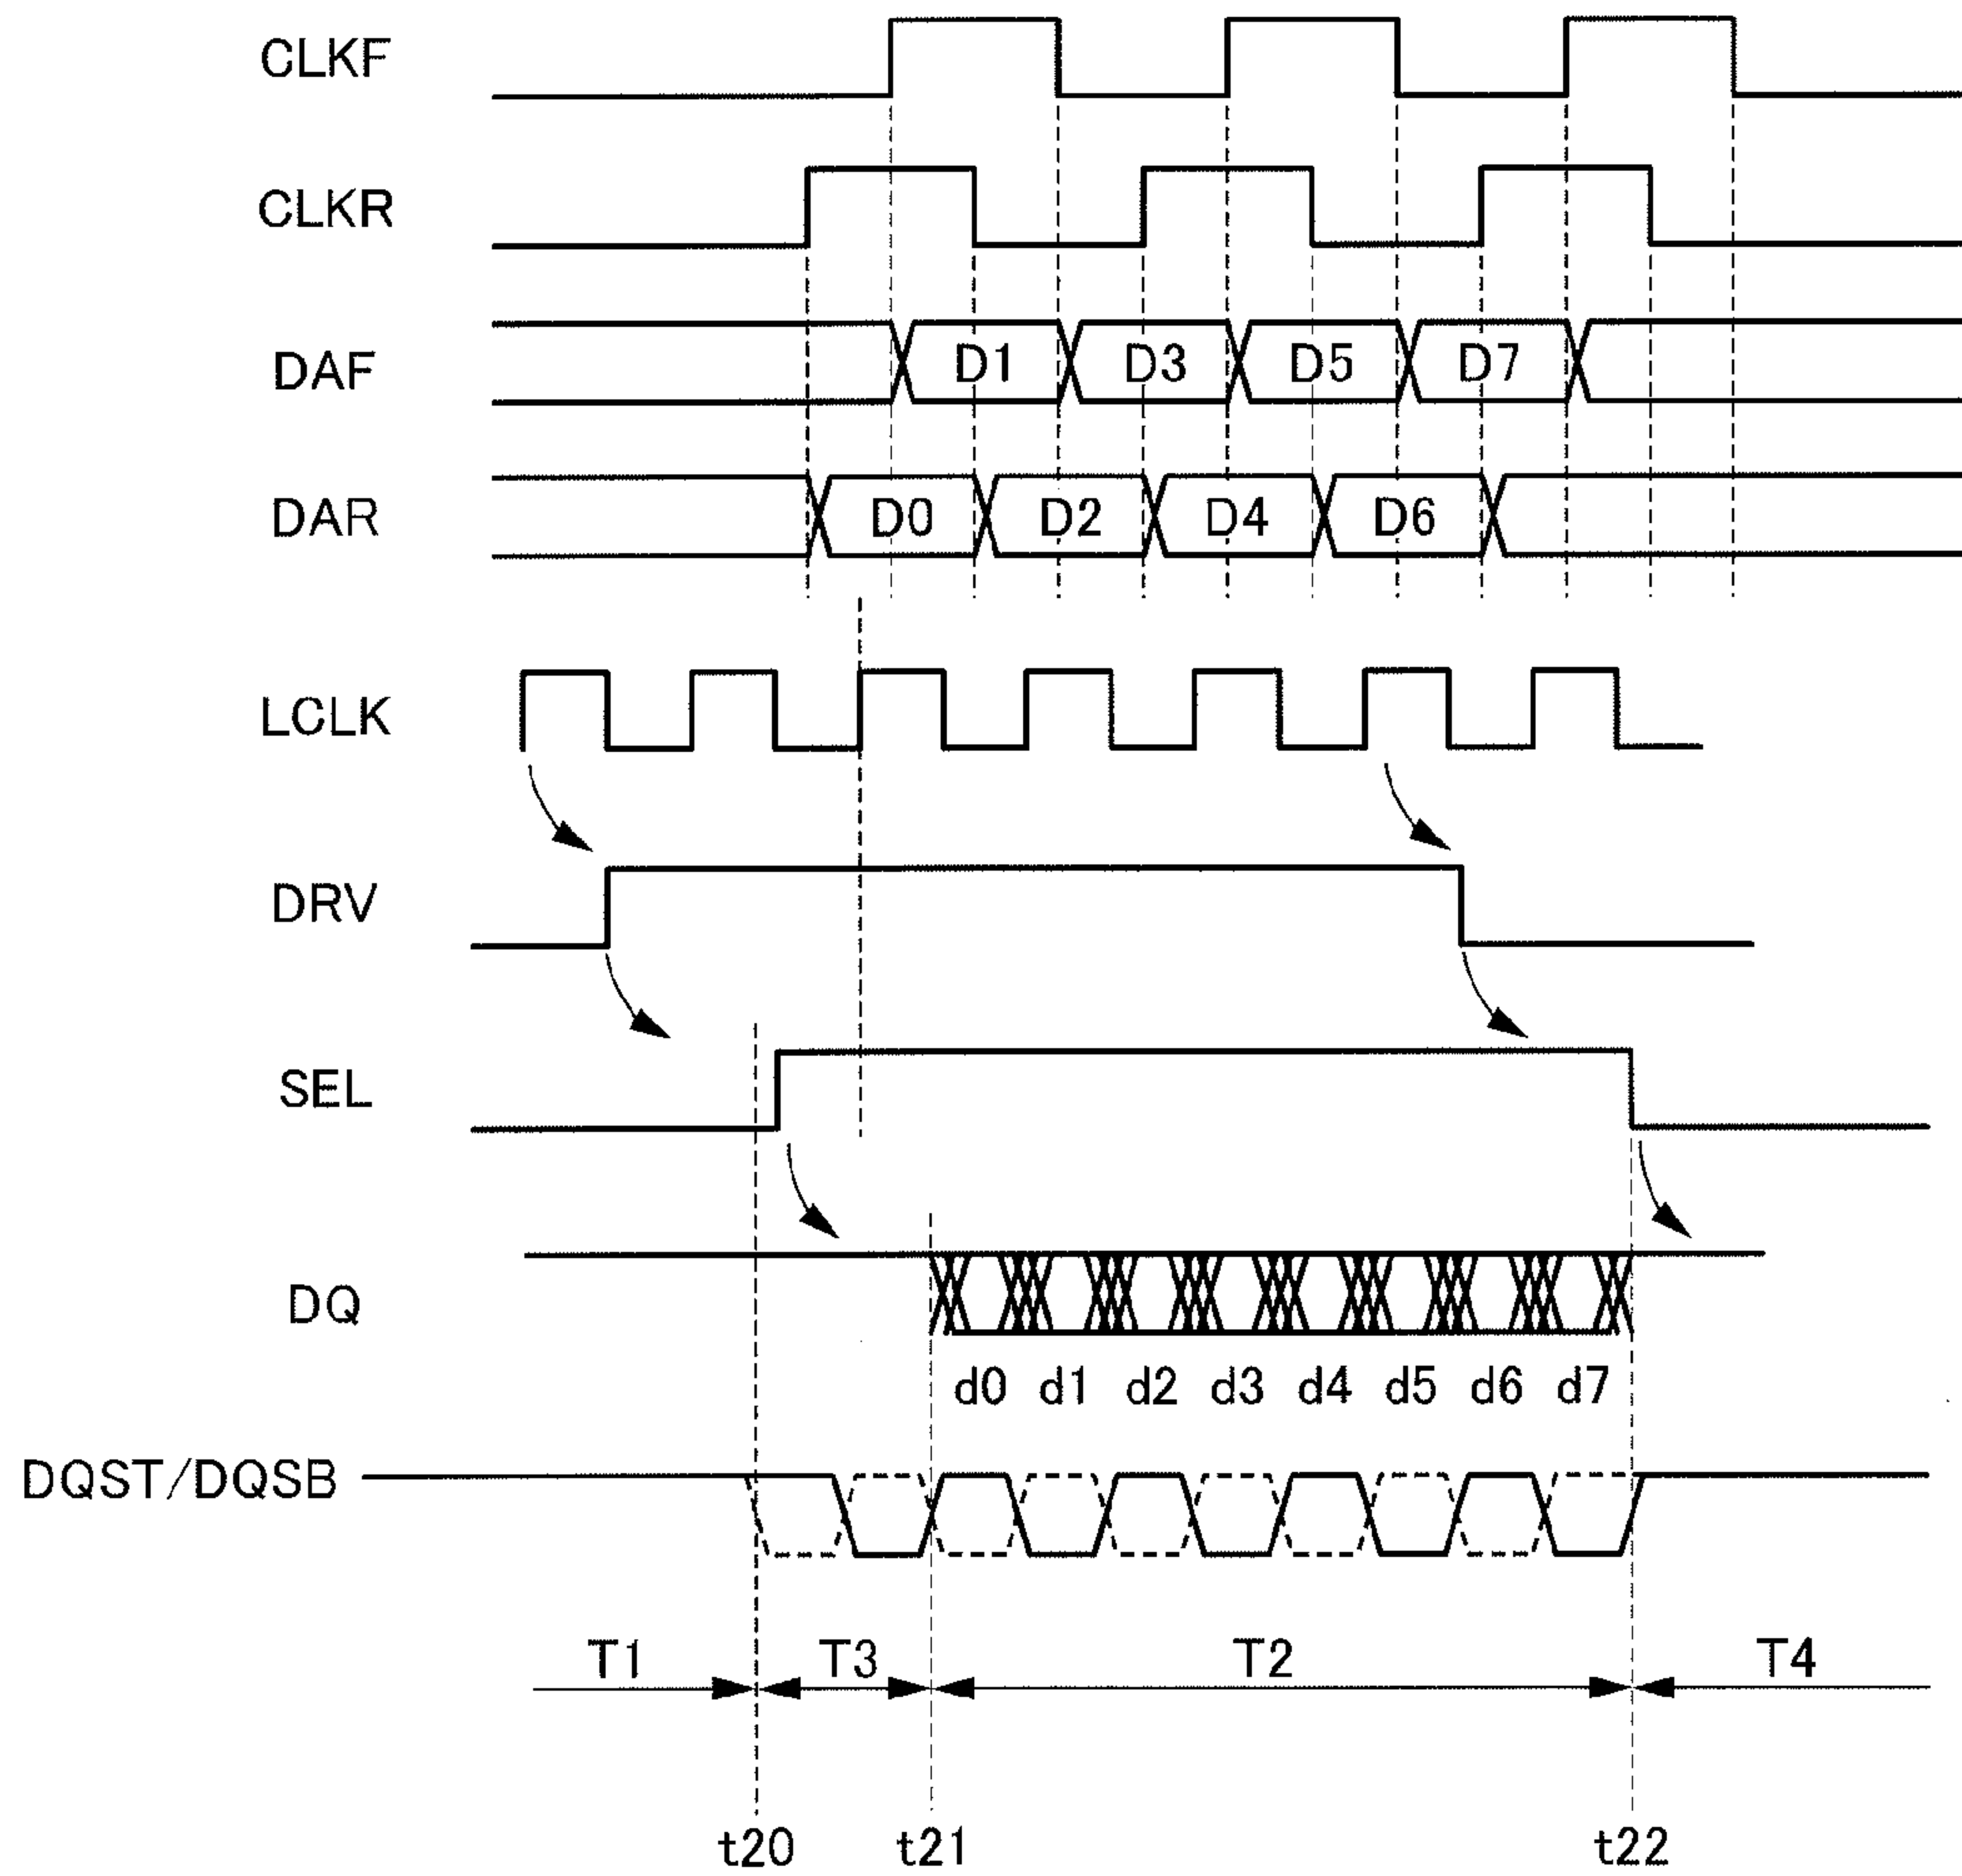 CLKF
CLKR
DAF D1 D3 D5 D7
DAR D0 D2 D4 D6
LCLK
DRV
SEL
DQ
d0 d1 d2 d3 d4 d5 d6 d7
DQST/DQSB
T1 T3 T2 T4
t20 t21 t22